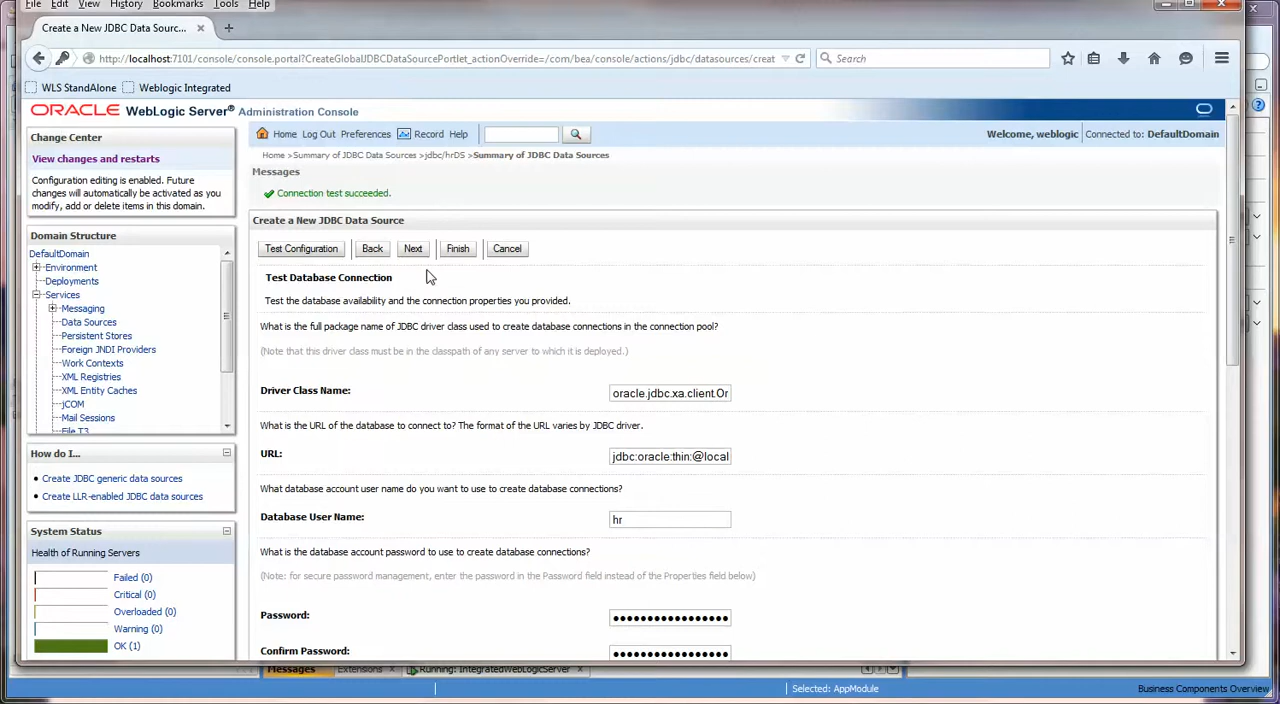 File Edit View History Bookmarks Tools Help
Create a New JDBC Data Sourc... × +
http://localhost:7101/console/console.portal?CreateGlobalJDBCDataSourcePortlet_actionOverride=/com/bea/console/actions/jdbc/datasources/creat
Search
WLS StandAlone Weblogic Integrated
ORACLE WebLogic Server® Administration Console
Change Center
View changes and restarts
Configuration editing is enabled. Future
changes will automatically be activated as you
modify, add or delete items in this domain.
Domain Structure
DefaultDomain
Environment
Deployments
Services
Messaging
Data Sources
Persistent Stores
Foreign JNDI Providers
Work Contexts
XML Registries
XML Entity Caches
jCOM
Mail Sessions
File T3
How do I...
Create JDBC generic data sources
Create LLR-enabled JDBC data sources
System Status
Health of Running Servers
Failed (0)
Critical (0)
Overloaded (0)
Warning (0)
OK (1)
Home Log Out Preferences Record Help
Welcome, weblogic Connected to: DefaultDomain
Home >Summary of JDBC Data Sources >jdbc/hrDS >Summary of JDBC Data Sources
Messages
Connection test succeeded.
Create a New JDBC Data Source
Test Configuration Back Next Finish Cancel
Test Database Connection
Test the database availability and the connection properties you provided.
What is the full package name of JDBC driver class used to create database connections in the connection pool?
(Note that this driver class must be in the classpath of any server to which it is deployed.)
Driver Class Name: oracle.jdbc.xa.client.Or
What is the URL of the database to connect to? The format of the URL varies by JDBC driver.
URL: jdbc:oracle:thin:@local
What database account user name do you want to use to create database connections?
Database User Name: hr
What is the database account password to use to create database connections?
(Note: for secure password management, enter the password in the Password field instead of the Properties field below)
Password: ●●●●●●●●●●●●●●●●●
Confirm Password: ●●●●●●●●●●●●●●●●●
Messages Extensions × Running: IntegratedWebLogicServer ×
Selected: AppModule
Business Components Overview